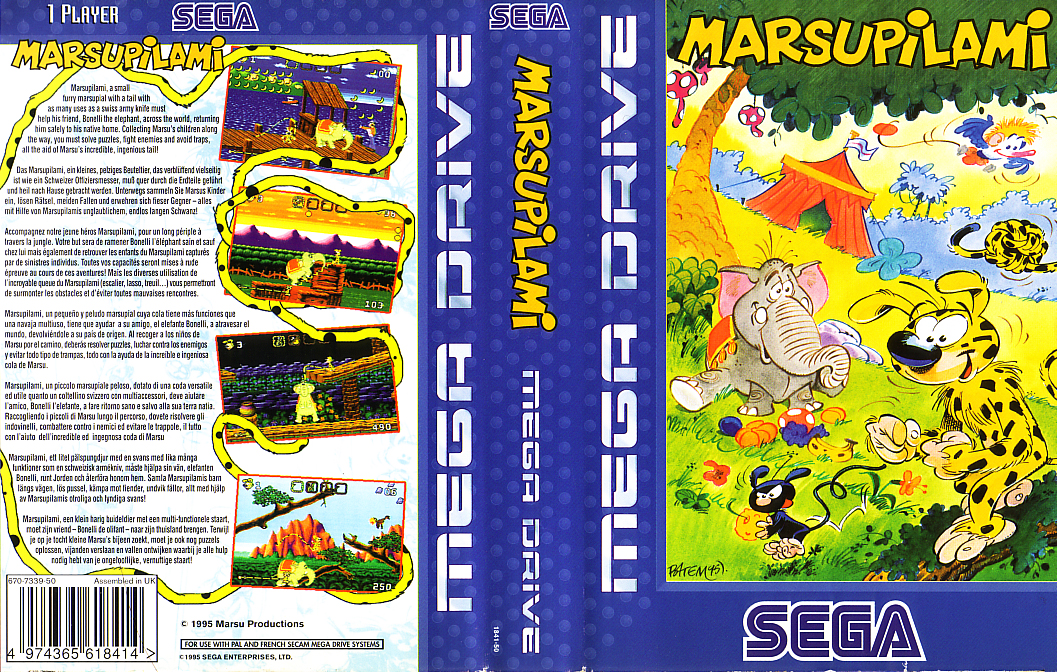 1 PLAYER
SEGA
MARSUPiLAMi
Marsupilami, a small
furry marsupial with a tail with
as many uses as a swiss army knife must
help his friend, Bonelli the elephant, across the world, returning
him safely to his native home. Collecting Marsu's children along
the way, you must solve puzzles, fight enemies and avoid traps,
all the aid of Marsu's incredible, ingenious tail!
Das Marsupilami, ein kleines, pelziges Beuteltier, das verblüffend vielseitig
ist wie ein Schweizer Offiziersmesser, muß quer durch die Erdteile geführt
und heil nach Hause gebracht werden. Unterwegs sammeln Sie Marsus Kinder
ein, lösen Rätsel, meiden Fallen und erwehren sich fieser Gegner – alles
mit Hilfe von Marsupilamis unglaublichem, endlos langen Schwanz!
Accompagnez notre jeune héros Marsupilami, pour un long périple à
travers la jungle. Votre but sera de ramener Bonelli l'éléphant sain et sauf
chez lui mais également de retrouver les enfants du Marsupilami capturés
par de sinistres individus. Toutes vos capacités seront mises à rude
épreuve au cours de ces aventures! Mais les diverses utilisation de
l'incroyable queue du Marsupilami (escalier, lasso, treuil...) vous permettront
de surmonter les obstacles et d'éviter toutes mauvaises rencontres.
Marsupilami, un pequeño y peludo marsupial cuya cola tiene más funciones que
una navaja multiuso, tiene que ayudar a su amigo, el elefante Bonelli, a atravesar el
mundo, devolviéndole a su país de origen. Al recoger a los niños de
Marsu por el camino, deberás resolver puzzles, luchar contra los enemigos
y evitar todo tipo de trampas, todo con la ayuda de la increíble e ingeniosa
cola de Marsu.
Marsupilami, un piccolo marsupiale peloso, dotato di una coda versatile
ed utile quanto un coltellino svizzero con multiaccessori, deve aiutare
l'amico, Bonelli l'elefante, a fare ritorno sano e salvo alla sua terra natia.
Raccogliendo i piccoli di Marsu lungo il percorso, dovete risolvere gli
indovinelli, combattere contro i nemici ed evitare le trappole, il tutto
con l'aiuto dell'incredibile ed ingegnosa coda di Marsu
Marsupilami, ett litet pälspungdjur med en svans med lika många
funktioner som en schweizisk armékniv, måste hjälpa sin vän, elefanten
Bonelli, runt Jorden och återföra honom hem. Samla Marsupilamis barn
längs vägen, lös pussel, kämpa mot fiender, undvik fällor, allt med hjälp
av Marsupilamis otroliga och fyndiga svans!
Marsupilami, een klein harig buideldier met een multi-functionele staart,
moet zijn vriend – Bonelli de olifant – naar zijn thuisland brengen. Terwijl
je op je tocht kleine Marsu's bijeen zoekt, moet je ook nog puzzels
oplossen, vijanden verslaan en vallen ontwijken waarbij je alle hulp
nodig hebt van je ongelooflijke, vernuftige staart!
3
103
3
490
250
670-7339-50
Assembled in UK
4 974365 618414 >
© 1995 Marsu Productions
FOR USE WITH PAL AND FRENCH SECAM MEGA DRIVE SYSTEMS
© 1995 SEGA ENTERPRISES, LTD.
MEGA DRIVE
SEGA
MARSUPiLAMi
MEGA DRIVE
1841-50
MEGA DRIVE
MARSUPiLAMi
BATEM 95
SEGA